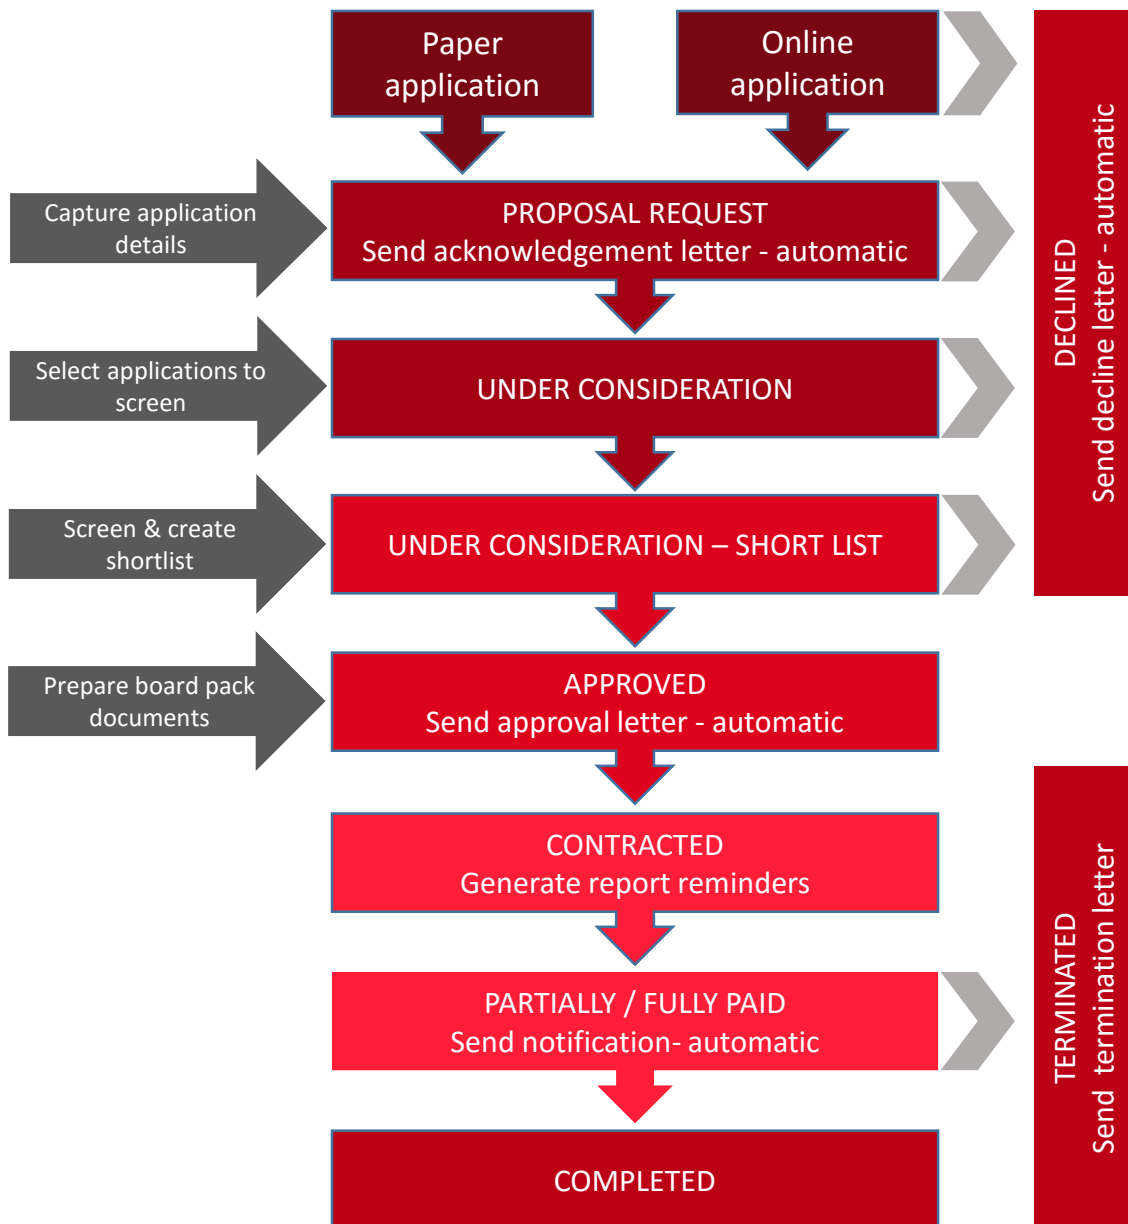 Paper
application
Online
application
Capture application
details
PROPOSAL REQUEST
Send acknowledgement letter - automatic
Select applications to
screen
UNDER CONSIDERATION
Screen & create
shortlist
UNDER CONSIDERATION – SHORT LIST
DECLINED
Send decline letter - automatic
Prepare board pack
documents
APPROVED
Send approval letter - automatic
CONTRACTED
Generate report reminders
PARTIALLY / FULLY PAID
Send notification- automatic
TERMINATED
Send  termination letter
COMPLETED